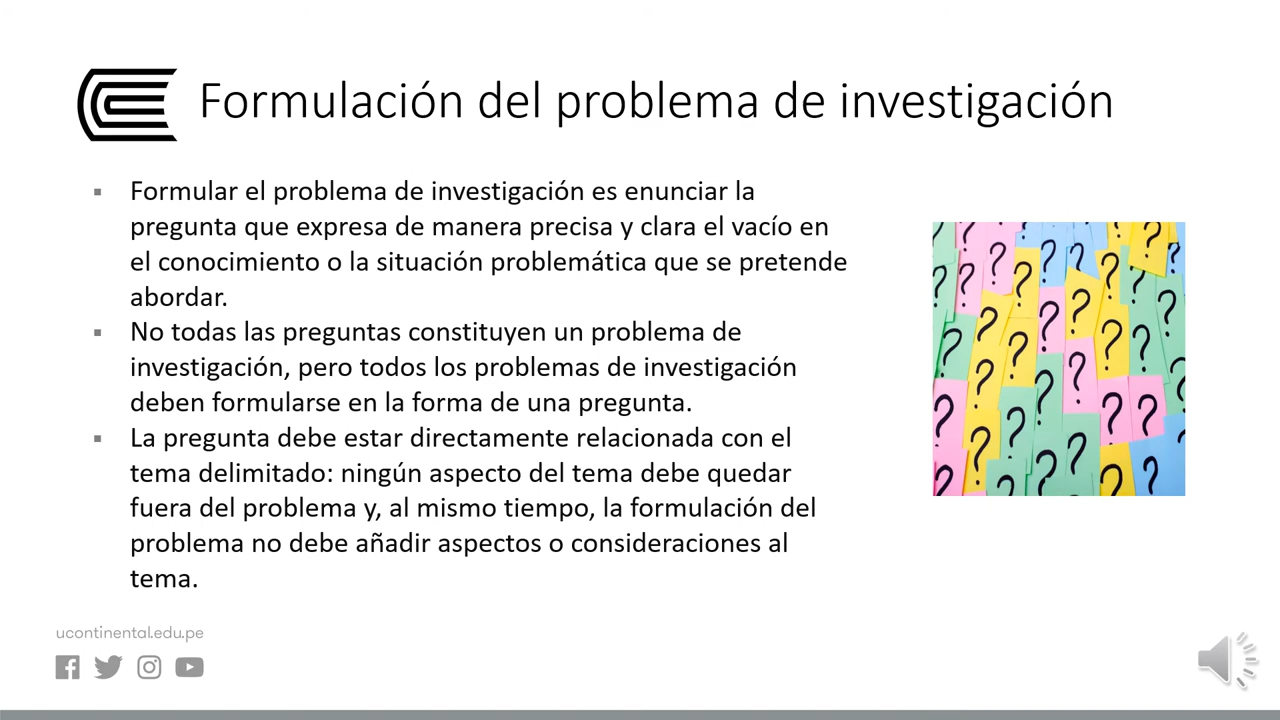 Formulación del problema de investigación
▪ Formular el problema de investigación es enunciar la
pregunta que expresa de manera precisa y clara el vacío en
el conocimiento o la situación problemática que se pretende
abordar.
▪ No todas las preguntas constituyen un problema de
investigación, pero todos los problemas de investigación
deben formularse en la forma de una pregunta.
▪ La pregunta debe estar directamente relacionada con el
tema delimitado: ningún aspecto del tema debe quedar
fuera del problema y, al mismo tiempo, la formulación del
problema no debe añadir aspectos o consideraciones al
tema.
ucontinental.edu.pe